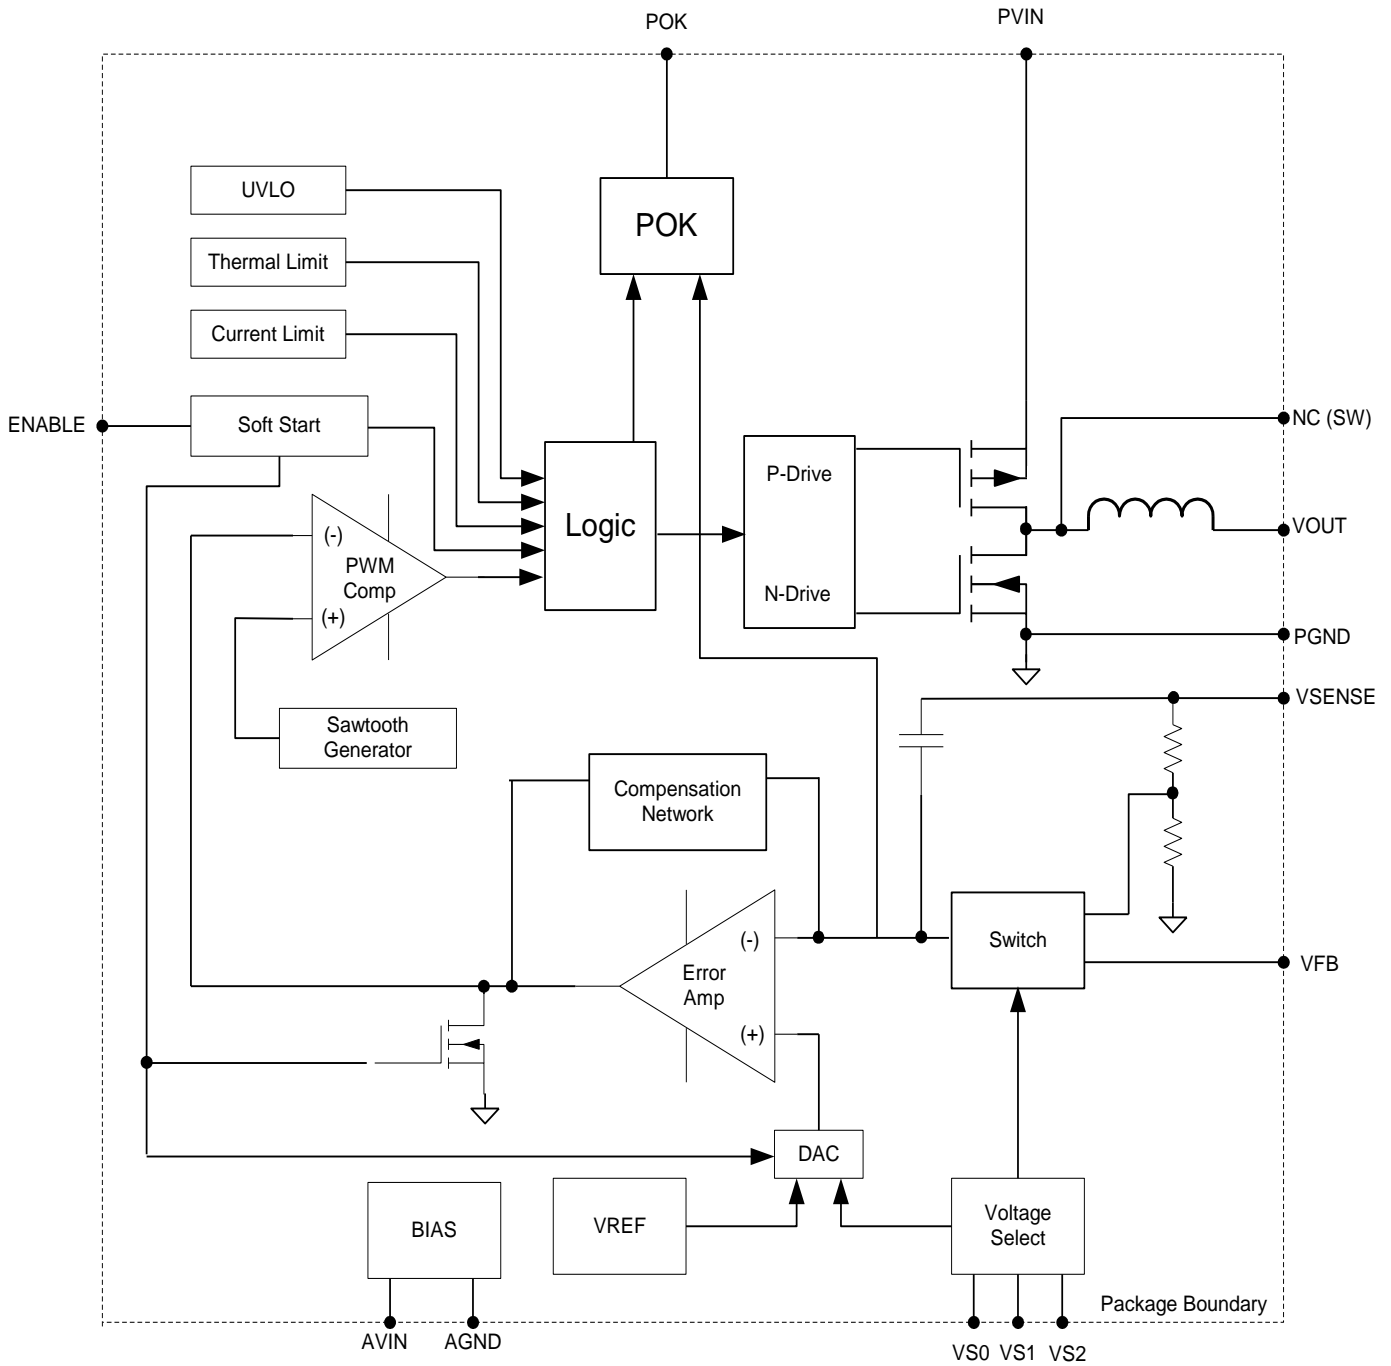 POK
PVIN
UVLO
POK
Thermal Limit
Current Limit
ENABLE
Soft Start
NC (SW)
P-Drive
Logic
VOUT
(-)
PWM
Comp
(+)
N-Drive
PGND
VSENSE
Sawtooth
Generator
Compensation
Network
(-)
Switch
Error
Amp
VFB
(+)
DAC
BIAS
VREF
Voltage
Select
Package Boundary
AVIN
AGND
VS0
VS1
VS2